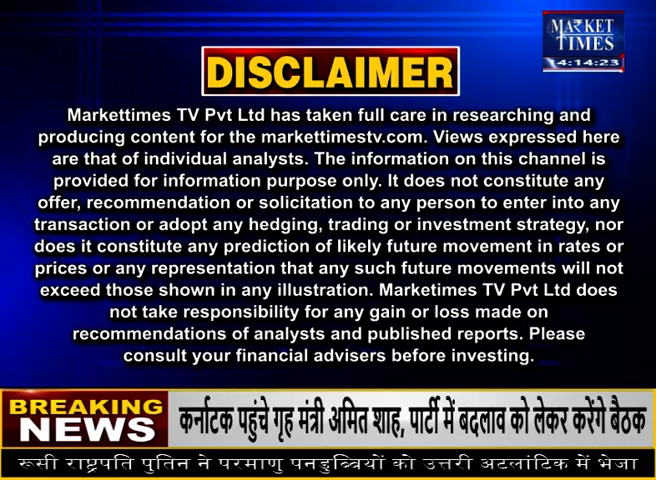 MARKET
TIMES
4:14:23
DISCLAIMER
Markettimes TV Pvt Ltd has taken full care in researching and
producing content for the markettimestv.com. Views expressed here
are that of individual analysts. The information on this channel is
provided for information purpose only. It does not constitute any
offer, recommendation or solicitation to any person to enter into any
transaction or adopt any hedging, trading or investment strategy, nor
does it constitute any prediction of likely future movement in rates or
prices or any representation that any such future movements will not
exceed those shown in any illustration. Marketimes TV Pvt Ltd does
not take responsibility for any gain or loss made on
recommendations of analysts and published reports. Please
consult your financial advisers before investing.
BREAKING
NEWS
कर्नाटक पहुंचे गृह मंत्री अमित शाह, पार्टी में बदलाव को लेकर करेंगे बैठक
रूसी राष्ट्रपति पुतिन ने परमाणु पनडुब्बियों को उत्तरी अटलांटिक में भेजा